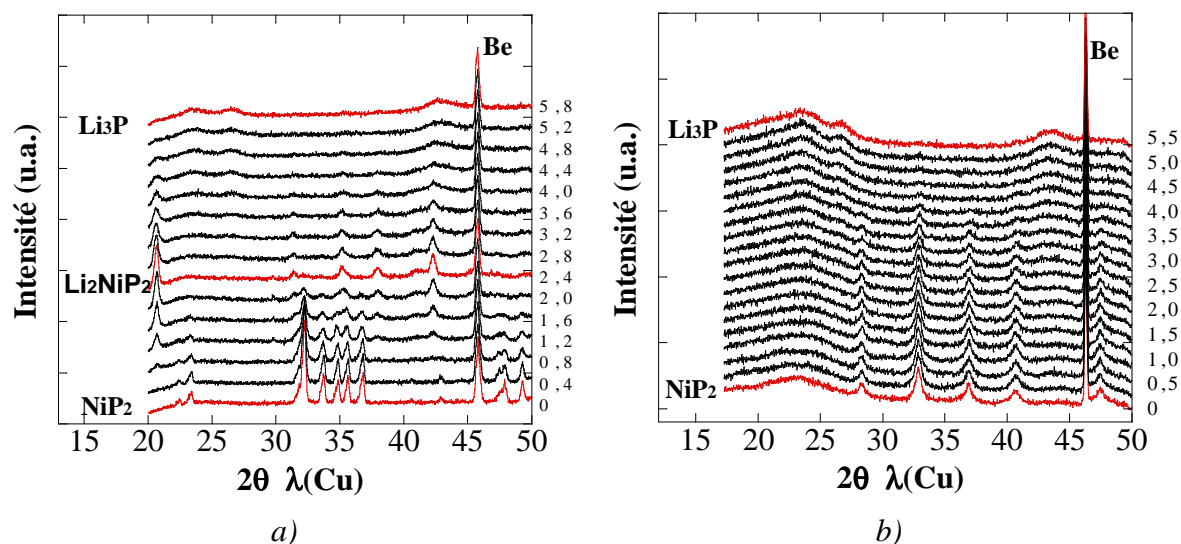 Intensité (u.a.)
Be
Li3P
Li2NiP2
NiP2
5,8
5,2
4,8
4,4
4,0
3,6
3,2
2,8
2,4
2,0
1,6
1,2
0,8
0,4
0
15 20 25 30 35 40 45 50
2θ λ(Cu)
a)
Intensité (u.a.)
Be
Li3P
NiP2
5,5
5,0
4,5
4,0
3,5
3,0
2,5
2,0
1,5
1,0
0,5
0
15 20 25 30 35 40 45 50
2θ λ(Cu)
b)